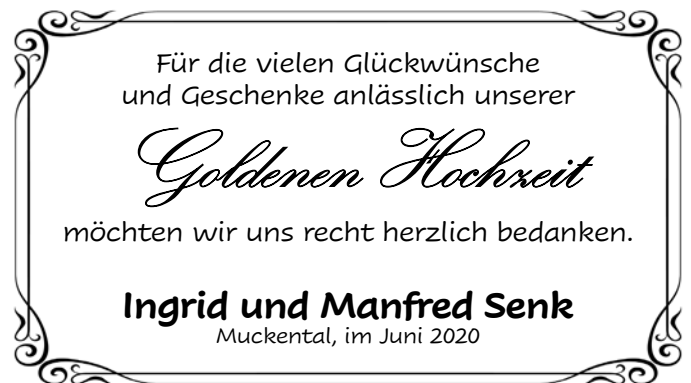 Für die vielen Glückwünsche
und Geschenke anlässlich unserer
Goldenen Hochzeit
möchten wir uns recht herzlich bedanken.
Ingrid und Manfred Senk
Muckental, im Juni 2020